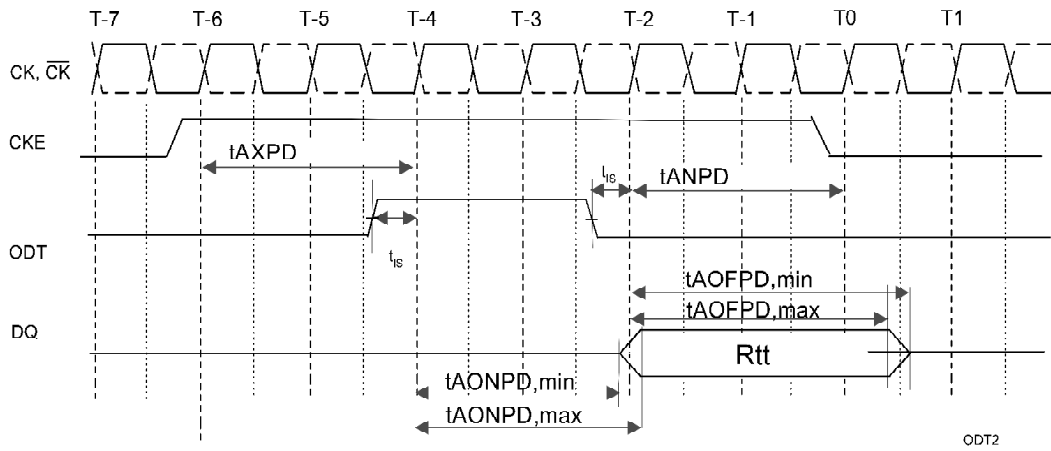 T-7 T-6 T-5 T-4 T-3 T-2 T-1 T0 T1
CK, C̅K̅
CKE
tAXPD
tIS
tANPD
ODT
tIS
tAOFPD,min
tAOFPD,max
DQ
Rtt
tAONPD,min
tAONPD,max
ODT2